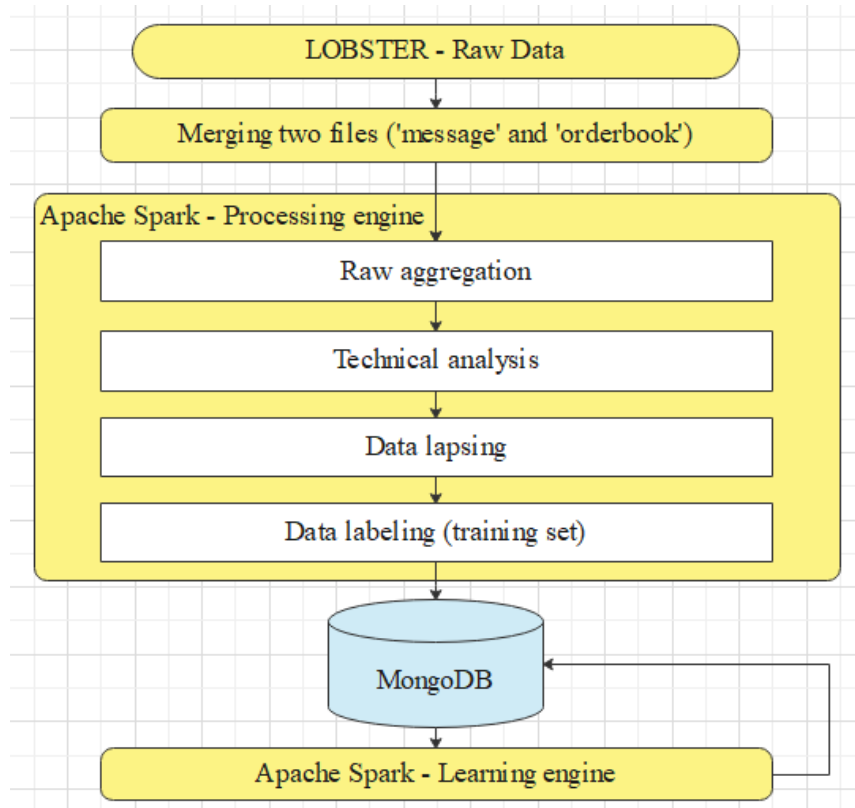 LOBSTER - Raw Data
Merging two files ('message' and 'orderbook')
Apache Spark - Processing engine
Raw aggregation
Technical analysis
Data lapsing
Data labeling (training set)
MongoDB
Apache Spark - Learning engine